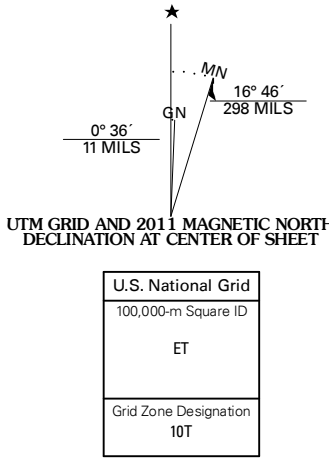 ★
MN
GN
16° 46´
298 MILS
0° 36´
11 MILS
UTM GRID AND 2011 MAGNETIC NORTH
DECLINATION AT CENTER OF SHEET
U.S. National Grid
100,000-m Square ID
ET
Grid Zone Designation
10T